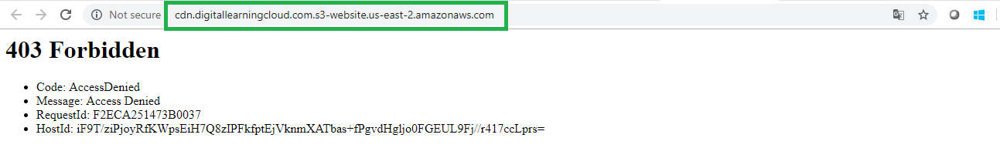 Not secure cdn.digitallearningcloud.com.s3-website.us-east-2.amazonaws.com
403 Forbidden
• Code: AccessDenied
• Message: Access Denied
• RequestId: F2ECA251473B0037
• HostId: iF9T/ziPjoyRfKWpsEiH7Q8zIPFkfptEjVknmXATbas+fPgvdHgljo0FGEUL9Fj//r417ccLprs=